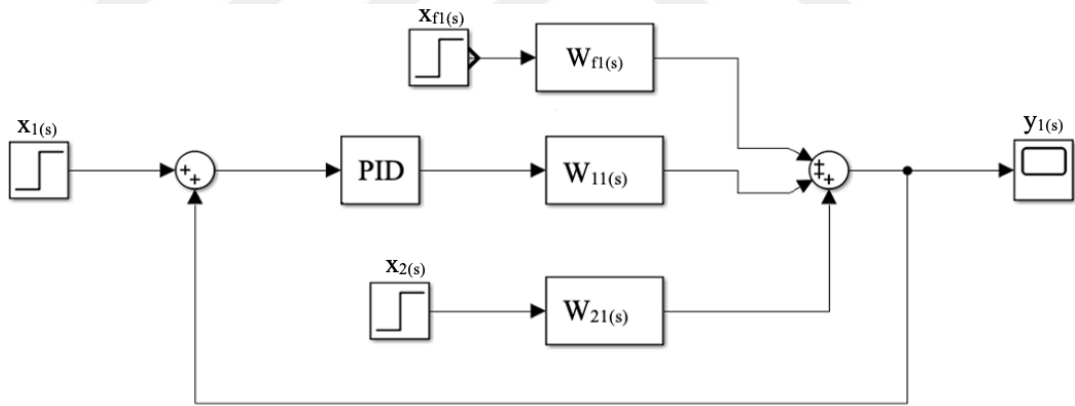 xf1(s)
Wf1(s)
x1(s)
y1(s)
+
+
PID
W11(s)
+
+
+
x2(s)
W21(s)